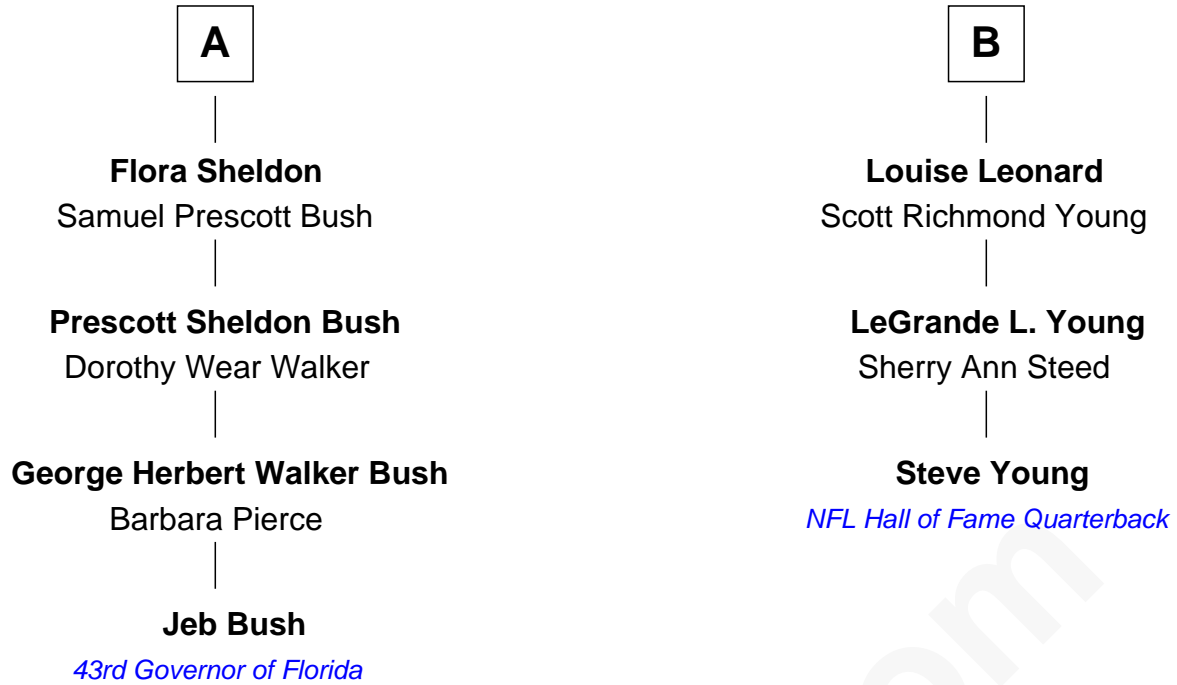 A
Flora Sheldon
Samuel Prescott Bush
Prescott Sheldon Bush
Dorothy Wear Walker
George Herbert Walker Bush
Barbara Pierce
Jeb Bush
43rd Governor of Florida
B
Louise Leonard
Scott Richmond Young
LeGrande L. Young
Sherry Ann Steed
Steve Young
NFL Hall of Fame Quarterback
om